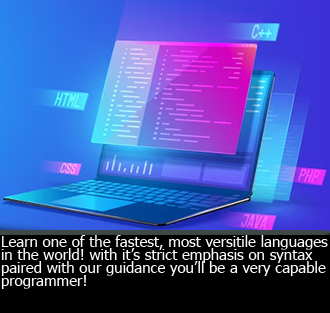 C++
HTML
CSS
PHP
JAVA
Learn one of the fastest, most versitile languages
in the world! with it's strict emphasis on syntax
paired with our guidance you'll be a very capable
programmer!